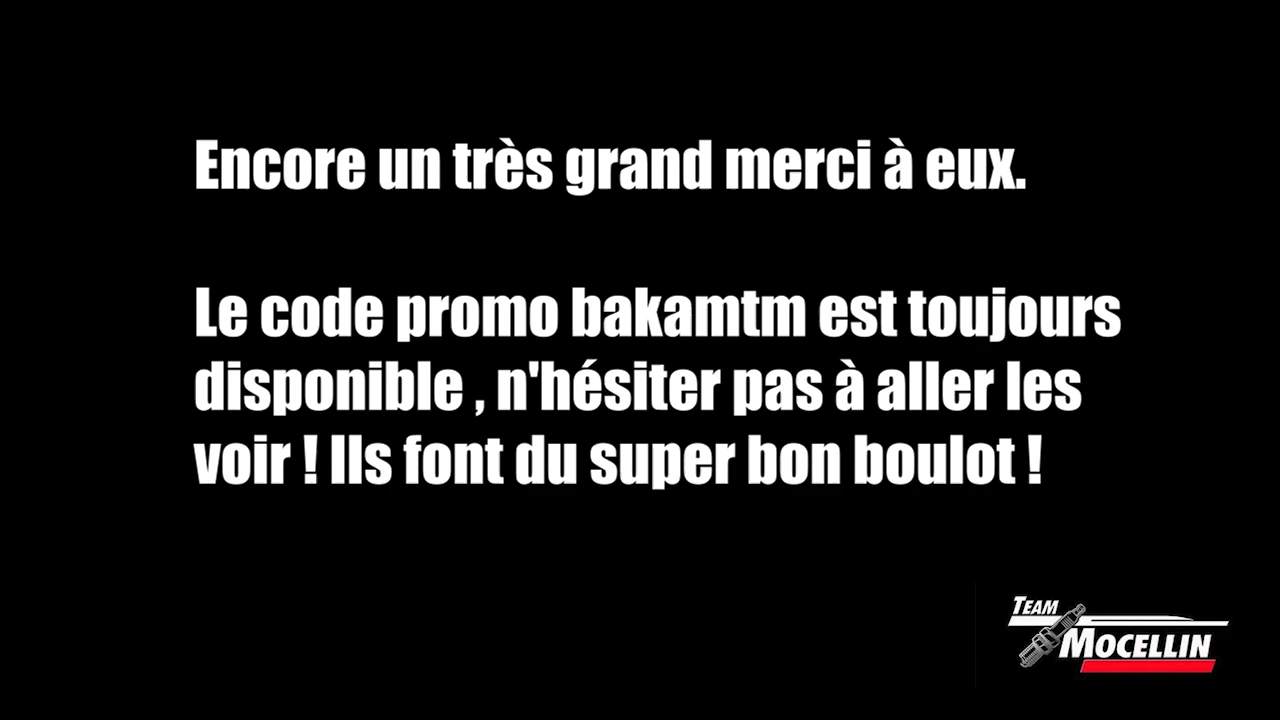 Encore un très grand merci à eux.
Le code promo bakamtm est toujours
disponible , n'hésiter pas à aller les
voir ! Ils font du super bon boulot !
TEAM
MOCELLIN